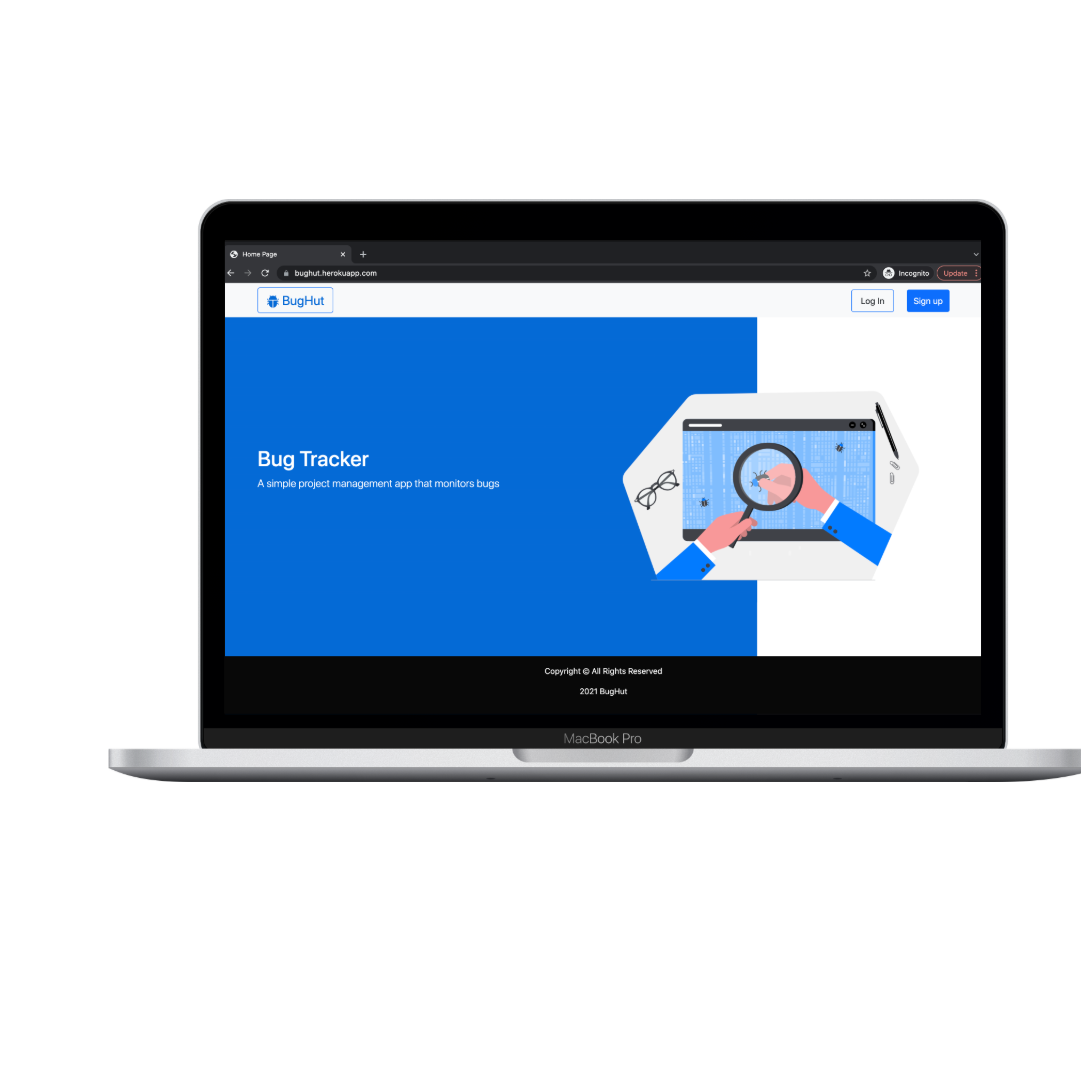 Home Page
bughut.herokuapp.com
Incognito
Update
BugHut
Log In
Sign up
Bug Tracker
A simple project management app that monitors bugs
Copyright © All Rights Reserved
2021 BugHut
MacBook Pro